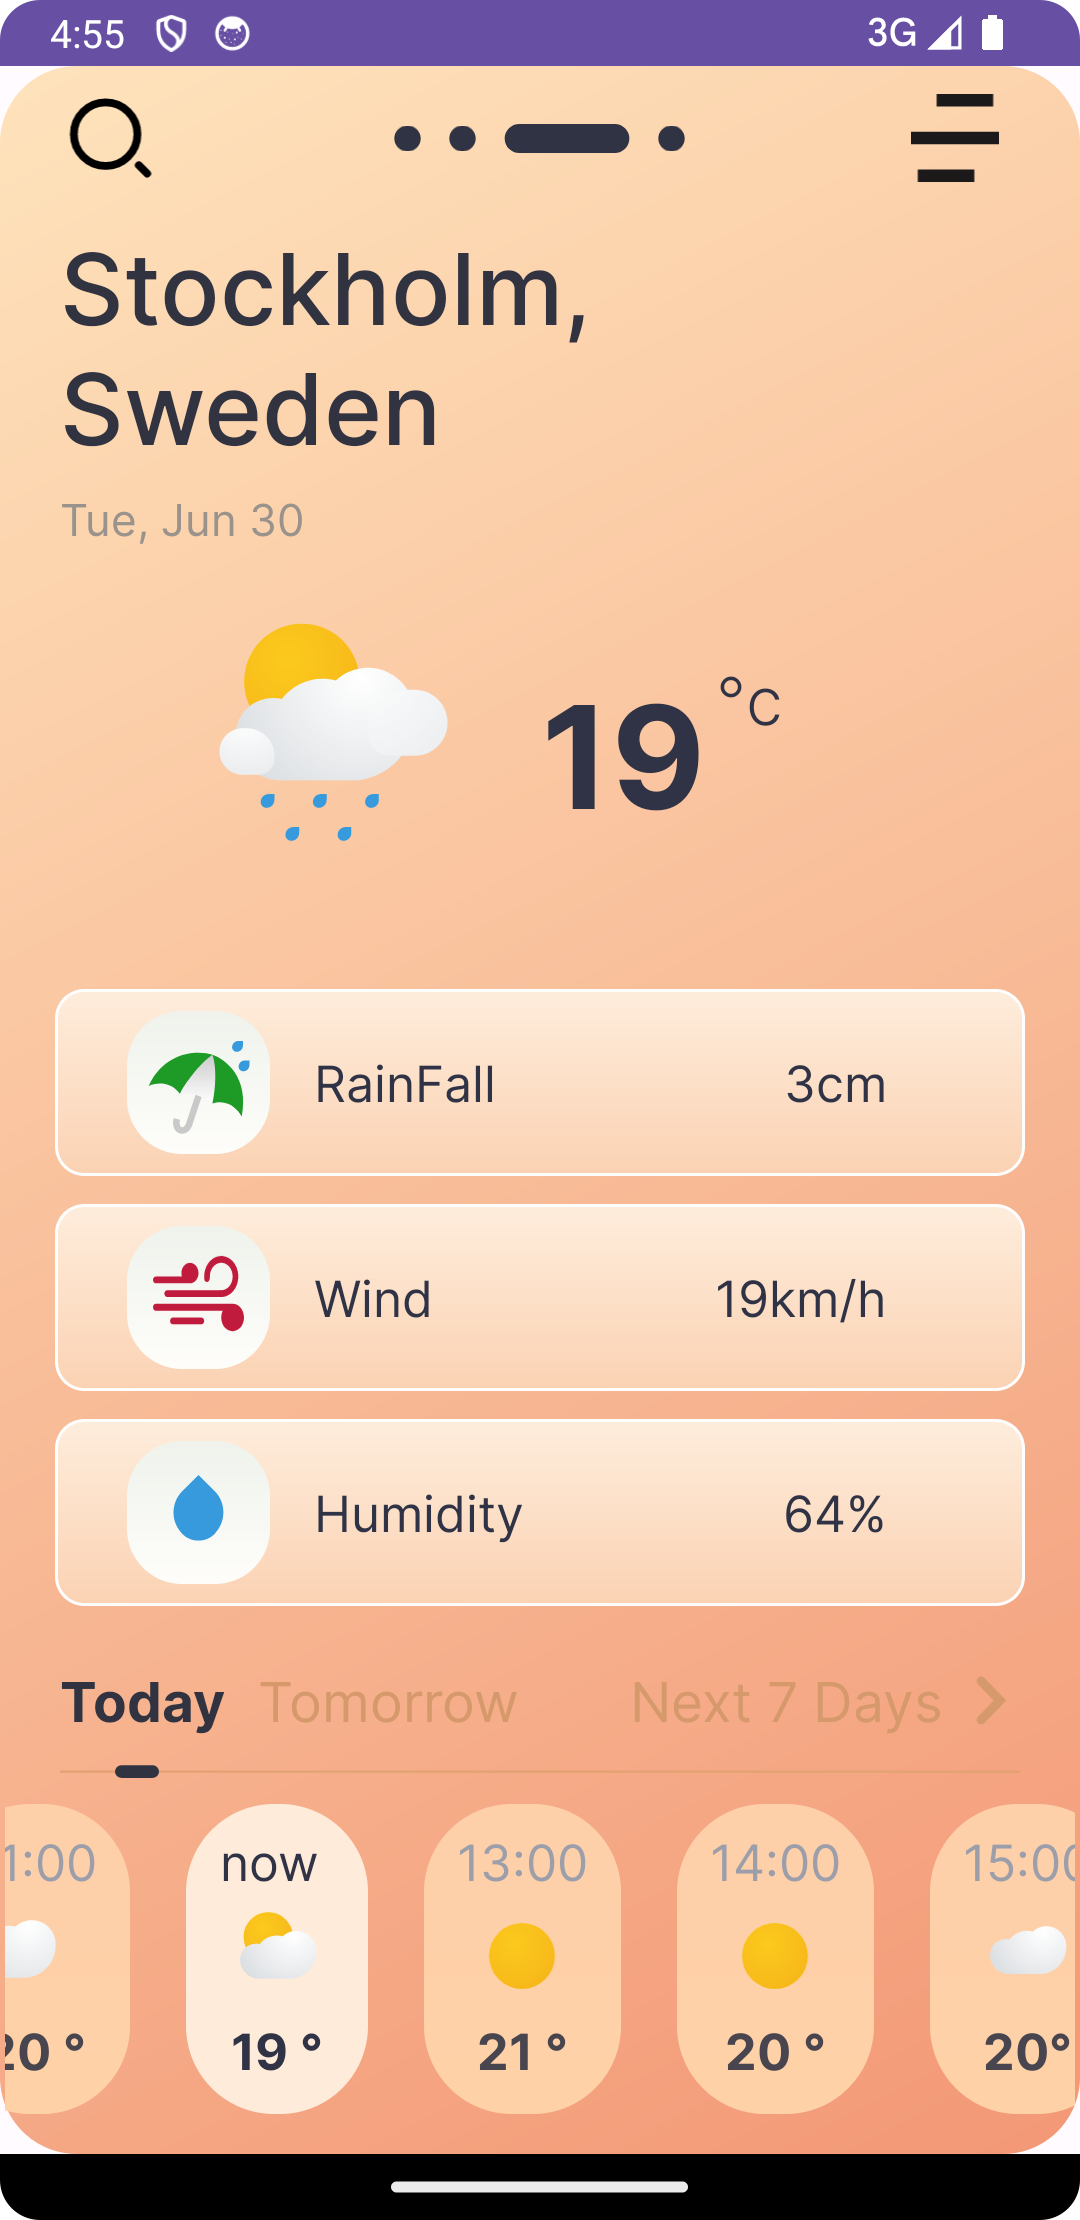 4:55
3G
Stockholm,
Sweden
Tue, Jun 30
19 °C
RainFall 3cm
Wind 19km/h
Humidity 64%
Today Tomorrow Next 7 Days
1:00 now 13:00 14:00 15:00
20 ° 19 ° 21 ° 20 ° 20°